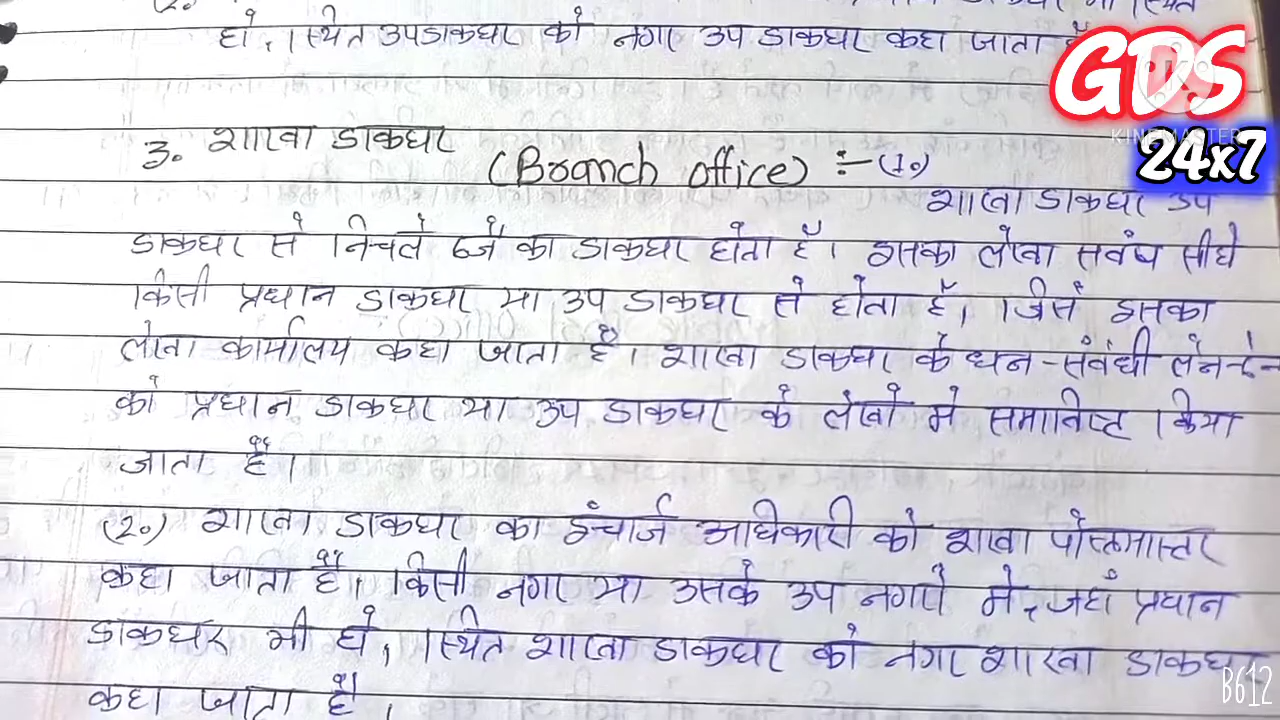 हो, स्थित उपडाकघर को नगर उप डाकघर कहा जाता है
GDS
KINEMASTER
24x7
3. शाखा डाकघर
(Branch office) :- (1.)
शाखा डाकघर उप
डाकघर से निचले दर्जे का डाकघर होता है। इसका लेखा सबंध सीधे
किसी प्रधान डाकघर या उप डाकघर से होता है, जिसे इसका
लेखा कार्यालय कहा जाता है। शाखा डाकघर के धन-संबंधी लेन-दे-
को प्रधान डाकघर या उप डाकघर के लेखों मे समाविष्ट किया
जाता है।
(2.) शाखा डाकघर का इंचार्ज अधिकारी को शाखा पोस्टमास्टर
कहा जाता है। किसी नगर या उसके उप नगरो मे, जहाँ प्रधान
डाकघर भी हो, स्थित शाखा डाकघर को नगर शाखा डाकघर
कहा जाता है।
B612